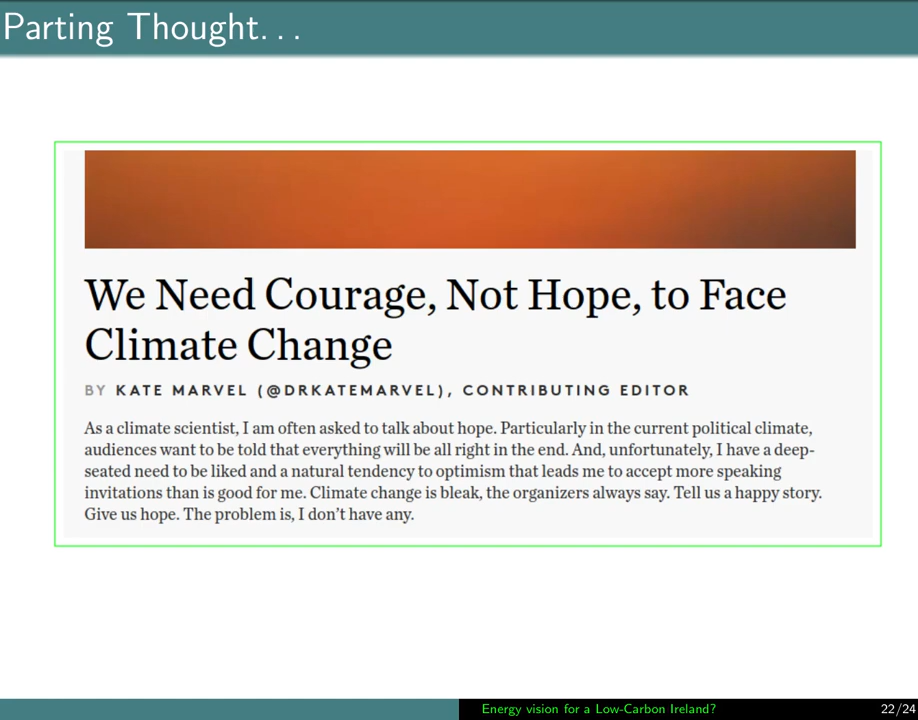 Parting Thought...
We Need Courage, Not Hope, to Face
Climate Change
BY KATE MARVEL (@DRKATEMARVEL), CONTRIBUTING EDITOR
As a climate scientist, I am often asked to talk about hope. Particularly in the current political climate,
audiences want to be told that everything will be all right in the end. And, unfortunately, I have a deep-
seated need to be liked and a natural tendency to optimism that leads me to accept more speaking
invitations than is good for me. Climate change is bleak, the organizers always say. Tell us a happy story.
Give us hope. The problem is, I don’t have any.
Energy vision for a Low-Carbon Ireland? 22/24